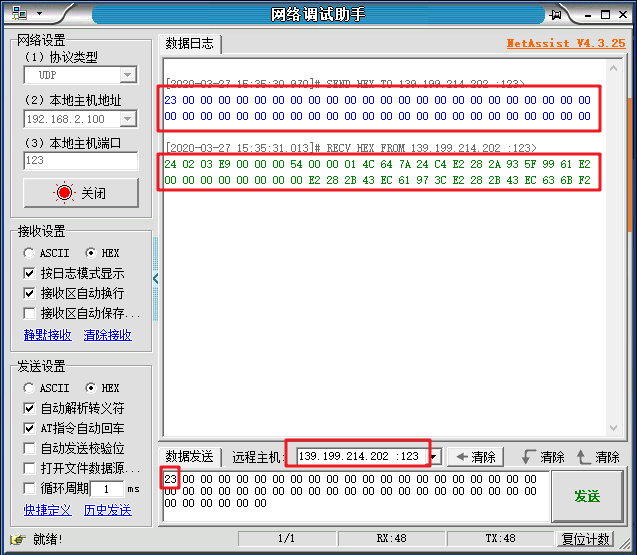 网络调试助手
网络设置
(1) 协议类型
UDP
(2) 本地主机地址
192.168.2.100
(3) 本地主机端口
123
关闭
接收设置
ASCII HEX
按日志模式显示
接收区自动换行
接收区自动保存...
静默接收 清除接收
发送设置
ASCII HEX
自动解析转义符
AT指令自动回车
自动发送校验位
打开文件数据源...
循环周期 1 ms
快捷定义 历史发送
数据日志
NetAssist V4.3.25
[2020-03-27 15:35:30.970]# SEND HEX TO 139.199.214.202 :123>
23 00 00 00 00 00 00 00 00 00 00 00 00 00 00 00 00 00 00 00 00 00 00 00
00 00 00 00 00 00 00 00 00 00 00 00 00 00 00 00 00 00 00 00 00 00 00 00
[2020-03-27 15:35:31.013]# RECV HEX FROM 139.199.214.202 :123>
24 02 03 E9 00 00 00 54 00 00 01 4C 64 7A 24 C4 E2 28 2A 93 5F 99 61 E2
00 00 00 00 00 00 00 00 E2 28 2B 43 EC 61 97 3C E2 28 2B 43 EC 63 6B F2
数据发送
远程主机: 139.199.214.202 :123
清除
清除
清除
23 00 00 00 00 00 00 00 00 00 00 00 00 00 00 00 00 00 00 00 00
00 00 00 00 00 00 00 00 00 00 00 00 00 00 00 00 00 00 00 00 00
00 00 00 00 00 00
发送
就绪!
1/1
RX:48
TX:48
复位计数